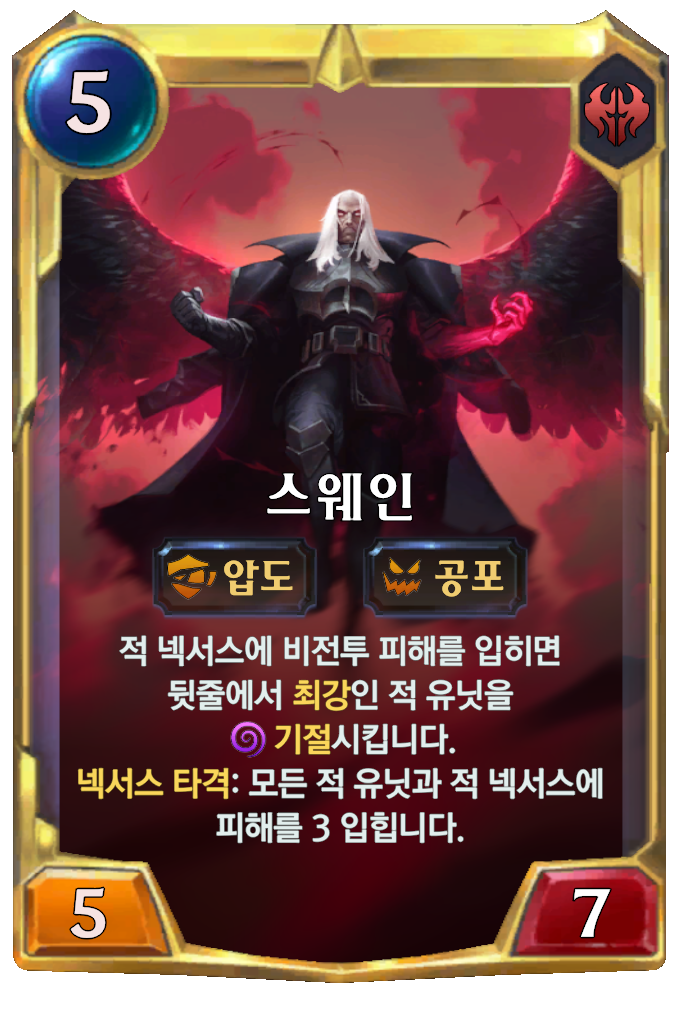 5
스웨인
압도 공포
적 넥서스에 비전투 피해를 입히면
뒷줄에서 최강인 적 유닛을
기절시킵니다.
넥서스 타격: 모든 적 유닛과 적 넥서스에
피해를 3 입힙니다.
5 7